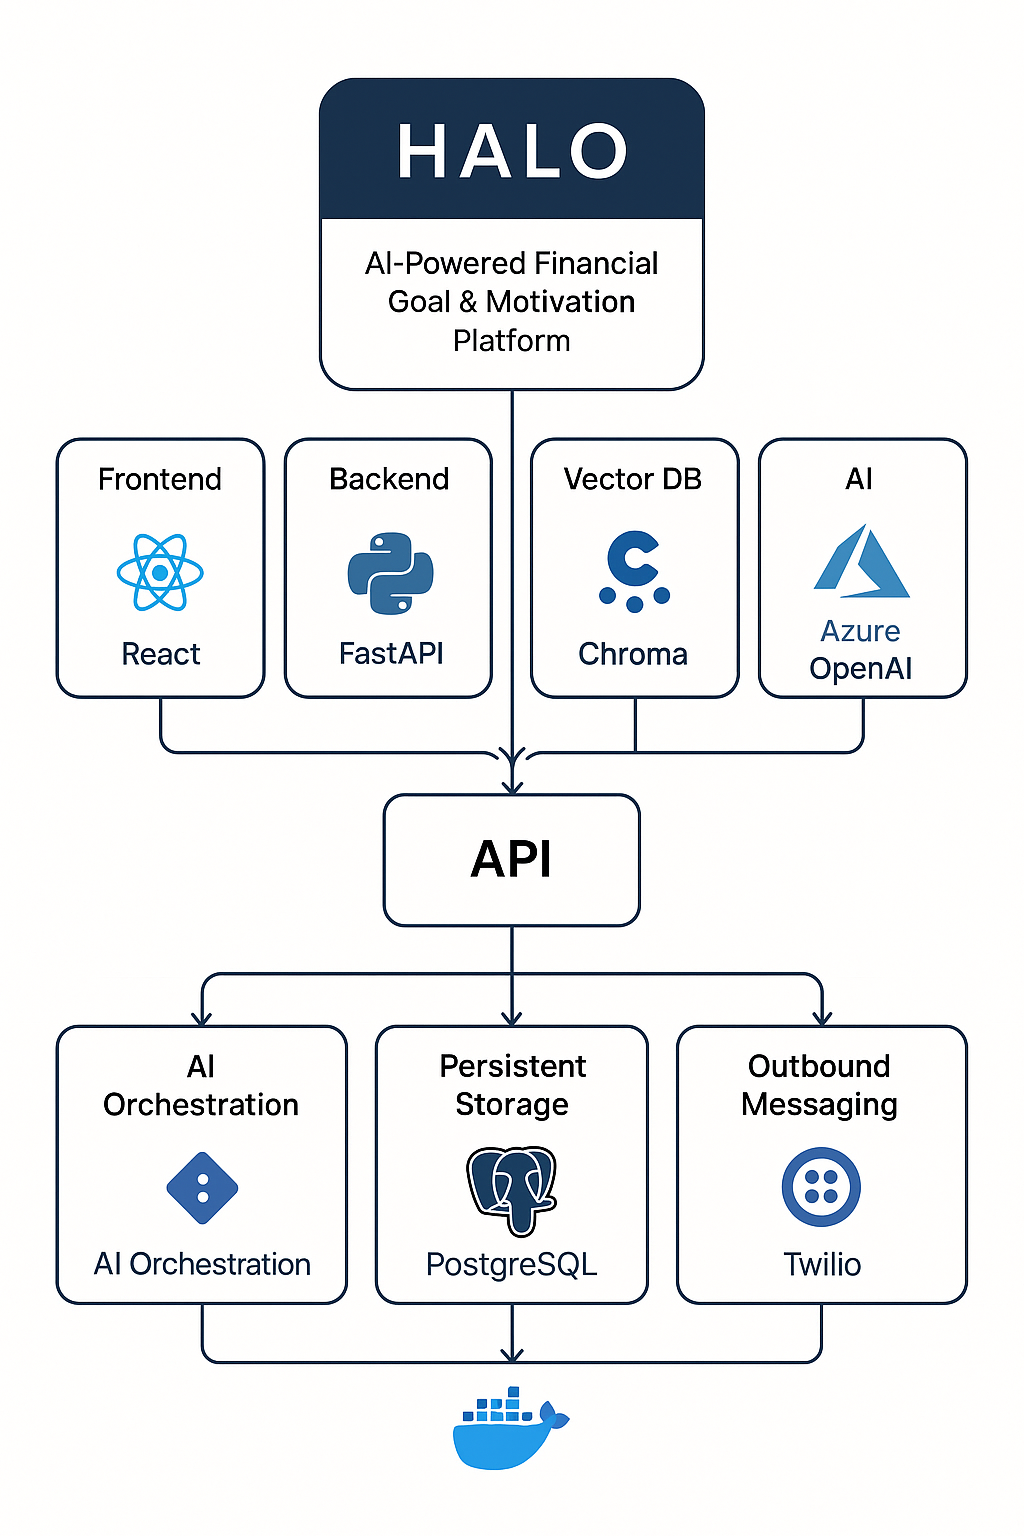 HALO
AI-Powered Financial
Goal & Motivation
Platform
Frontend
React
Backend
FastAPI
Vector DB
Chroma
AI
Azure
OpenAI
API
AI
Orchestration
AI Orchestration
Persistent
Storage
PostgreSQL
Outbound
Messaging
Twilio